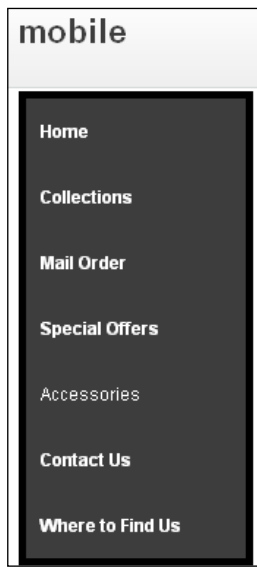 mobile
Home
Collections
Mail Order
Special Offers
Accessories
Contact Us
Where to Find Us